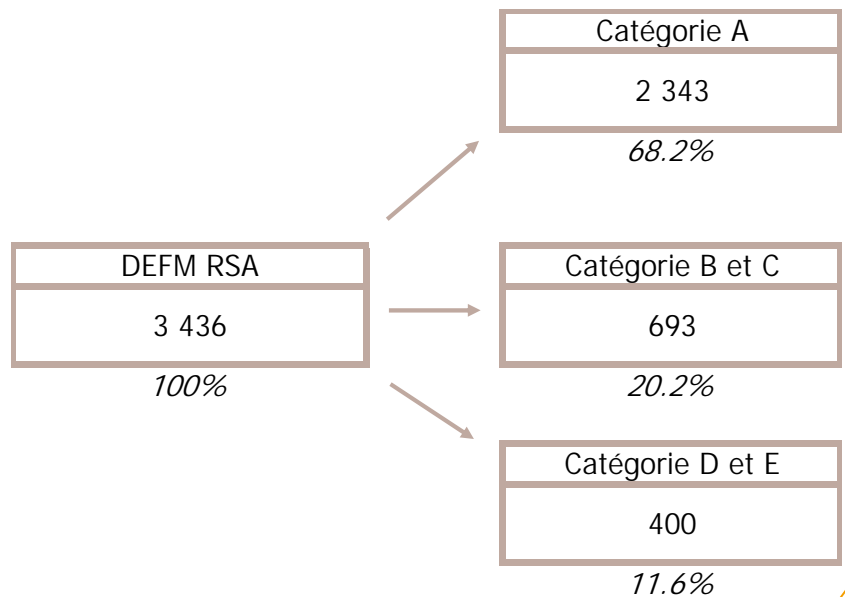 Catégorie A
2 343
68.2%
DEFM RSA
3 436
100%
Catégorie B et C
693
20.2%
Catégorie D et E
400
11.6%